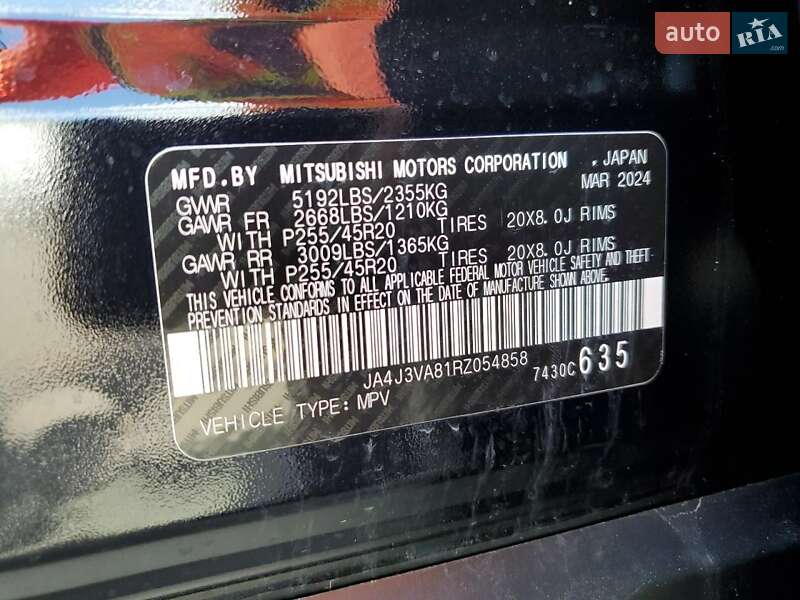 auto RIA
MFD.BY MITSUBISHI MOTORS CORPORATION . JAPAN
GVWR 5192LBS/2355KG MAR 2024
GAWR FR 2668LBS/1210KG
WITH P255/45R20 TIRES 20X8.0J RIMS
GAWR RR 3009LBS/1365KG
WITH P255/45R20 TIRES 20X8.0J RIMS
THIS VEHICLE CONFORMS TO ALL APPLICABLE FEDERAL MOTOR VEHICLE SAFETY AND THEFT
PREVENTION STANDARDS IN EFFECT ON THE DATE OF MANUFACTURE SHOWN ABOVE.
JA4J3VA81RZ054858 7430C 635
VEHICLE TYPE: MPV